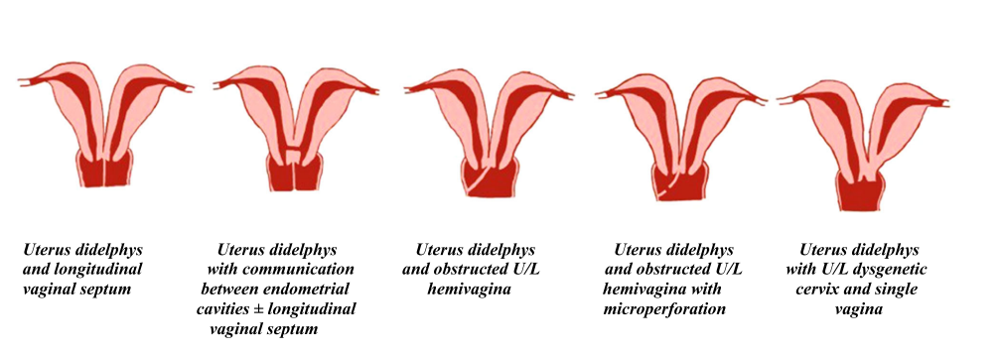 Uterus didelphys
and longitudinal
vaginal septum
Uterus didelphys
with communication
between endometrial
cavities ± longitudinal
vaginal septum
Uterus didelphys
and obstructed U/L
hemivagina
Uterus didelphys
and obstructed U/L
hemivagina with
microperforation
Uterus didelphys
with U/L dysgenetic
cervix and single
vagina